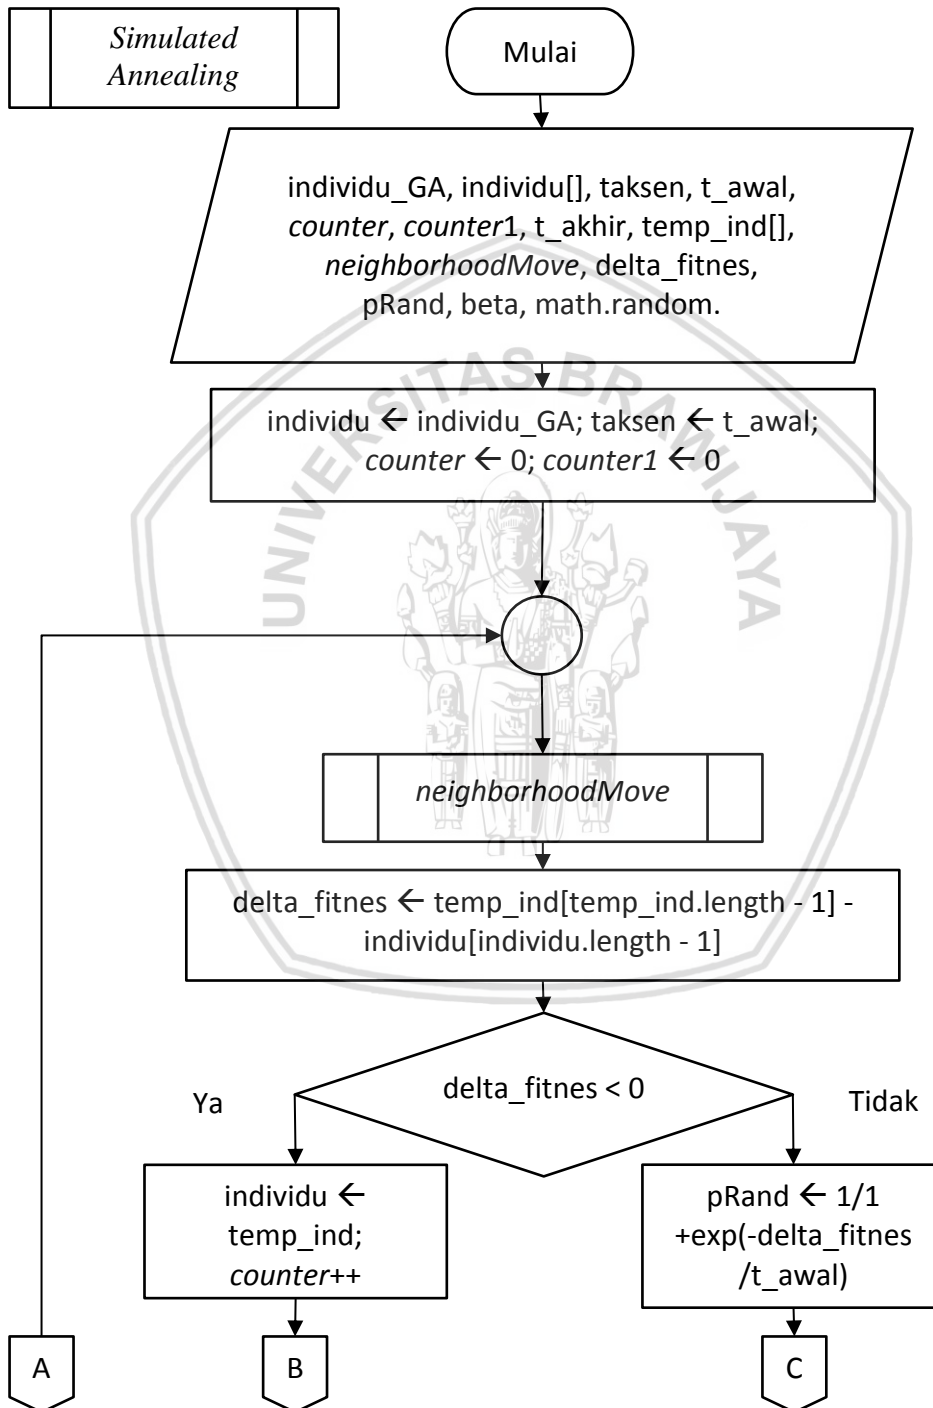 Simulated
Annealing
Mulai
individu_GA, individu[], taksen, t_awal,
counter, counter1, t_akhir, temp_ind[],
neighborhoodMove, delta_fitnes,
pRand, beta, math.random.
individu ← individu_GA; taksen ← t_awal;
counter ← 0; counter1 ← 0
UNIVERSITAS BRAWIJAYA
neighborhoodMove
delta_fitnes ← temp_ind[temp_ind.length - 1] -
individu[individu.length - 1]
delta_fitnes < 0
Ya
Tidak
individu ←
temp_ind;
counter++
pRand ← 1/1
+exp(-delta_fitnes
/t_awal)
A
B
C